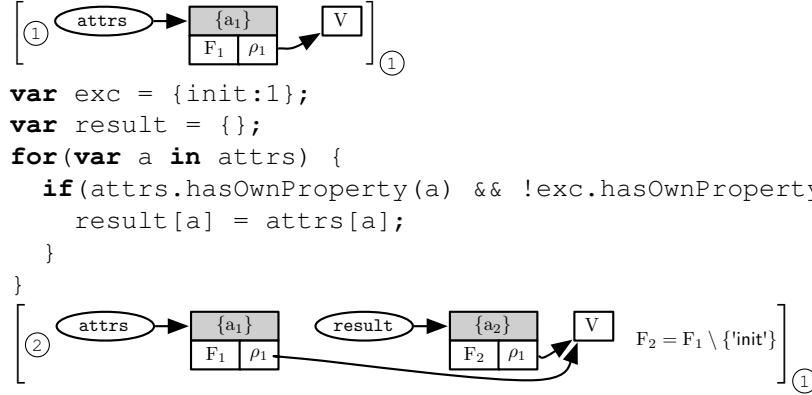 ① attrs {a₁} V
F₁ ρ₁ ①
var exc = {init:1};
var result = {};
for(var a in attrs) {
if(attrs.hasOwnProperty(a) && !exc.hasOwnProperty
result[a] = attrs[a];
}
}
② attrs {a₁} result {a₂} V F₂ = F₁ \ {'init'}
F₁ ρ₁ F₂ ρ₁ ①